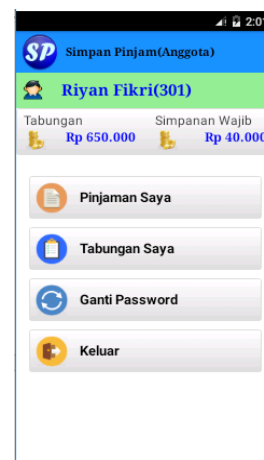 2:01
SP Simpan Pinjam(Anggota)
Riyan Fikri(301)
Tabungan Simpanan Wajib
Rp 650.000 Rp 40.000
Pinjaman Saya
Tabungan Saya
Ganti Password
Keluar